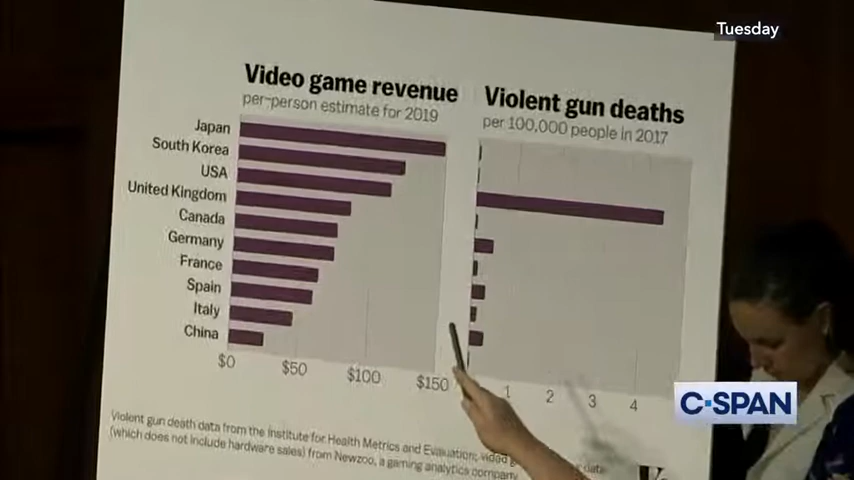 Tuesday
Video game revenue
per-person estimate for 2019
Violent gun deaths
per 100,000 people in 2017
Japan
South Korea
USA
United Kingdom
Canada
Germany
France
Spain
Italy
China
$0 $50 $100 $150
1 2 3 4
C-SPAN
Violent gun death data from the Institute for Health Metrics and Evaluation; video g data
(which does not include hardware sales) from Newzoo, a gaming analytics company